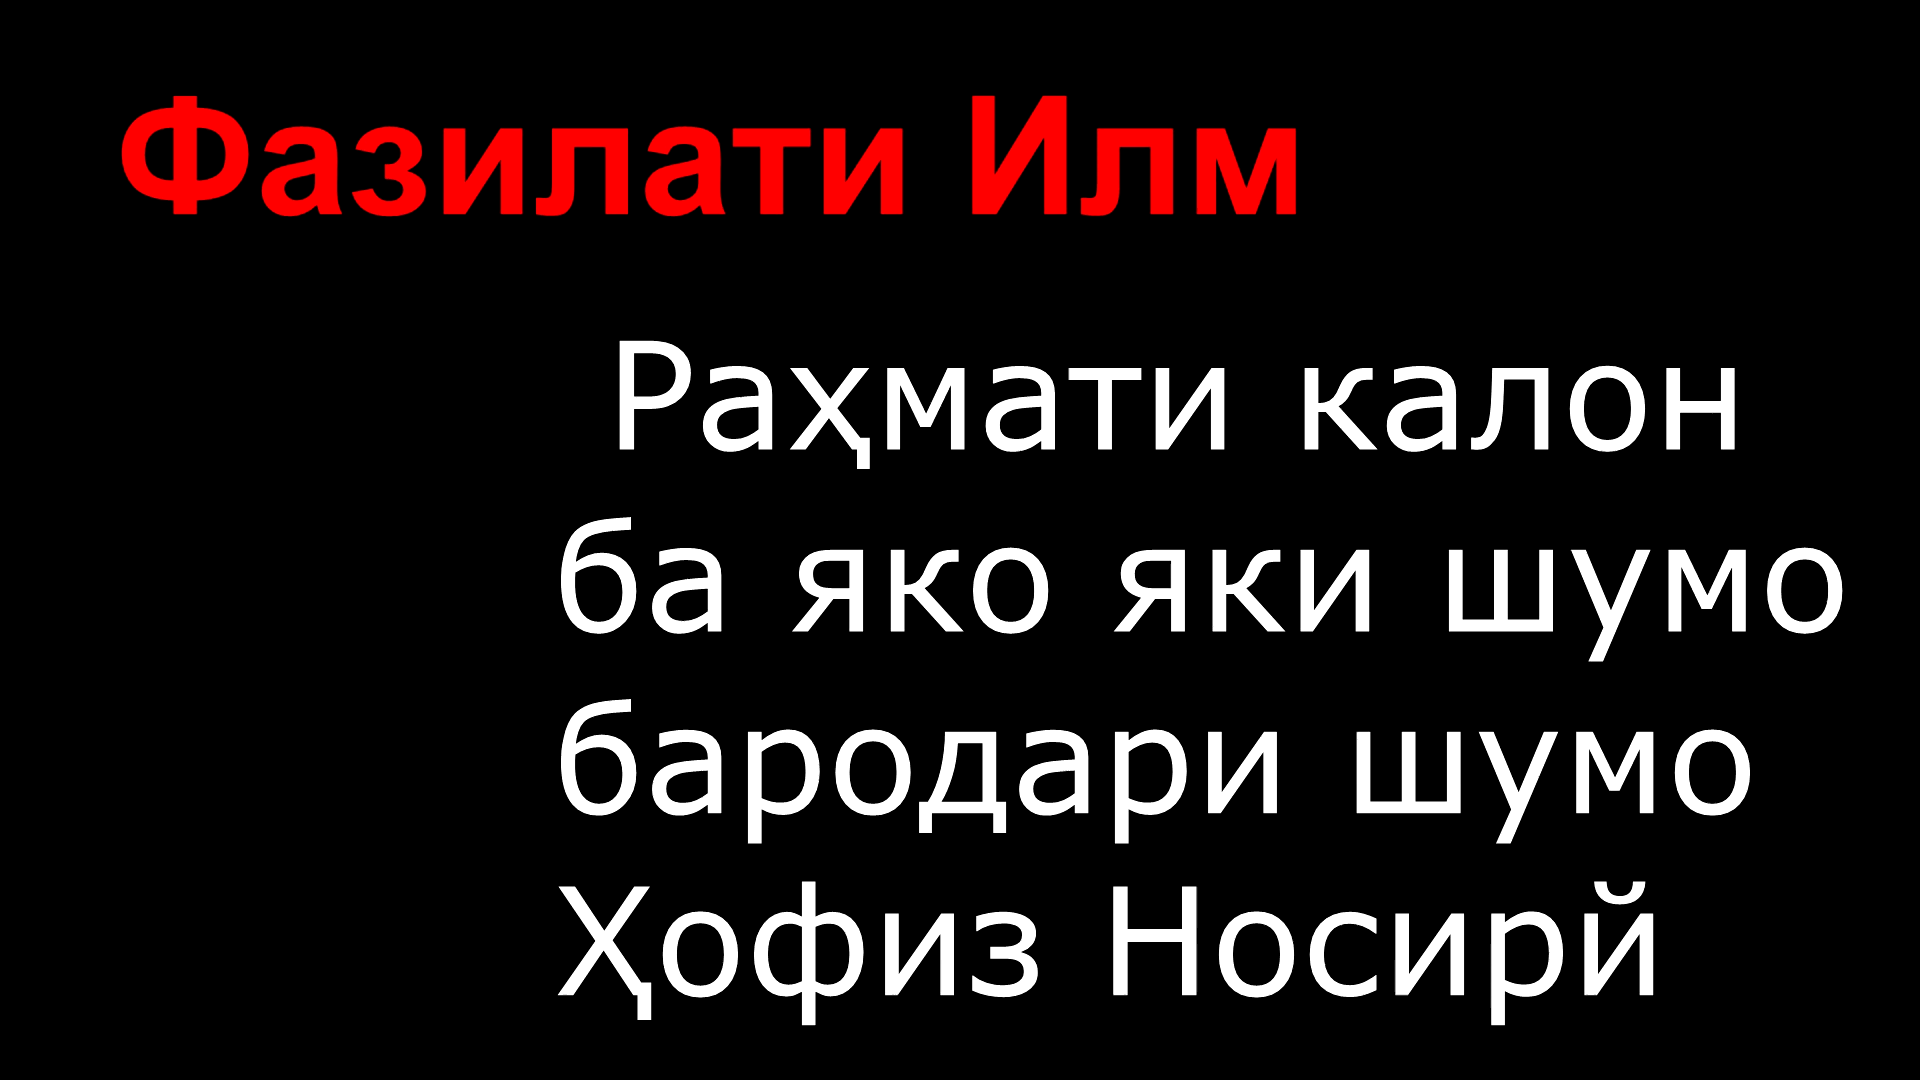 Фазилати Илм
Раҳмати калон
ба яко яки шумо
бародари шумо
Ҳофиз Носирй